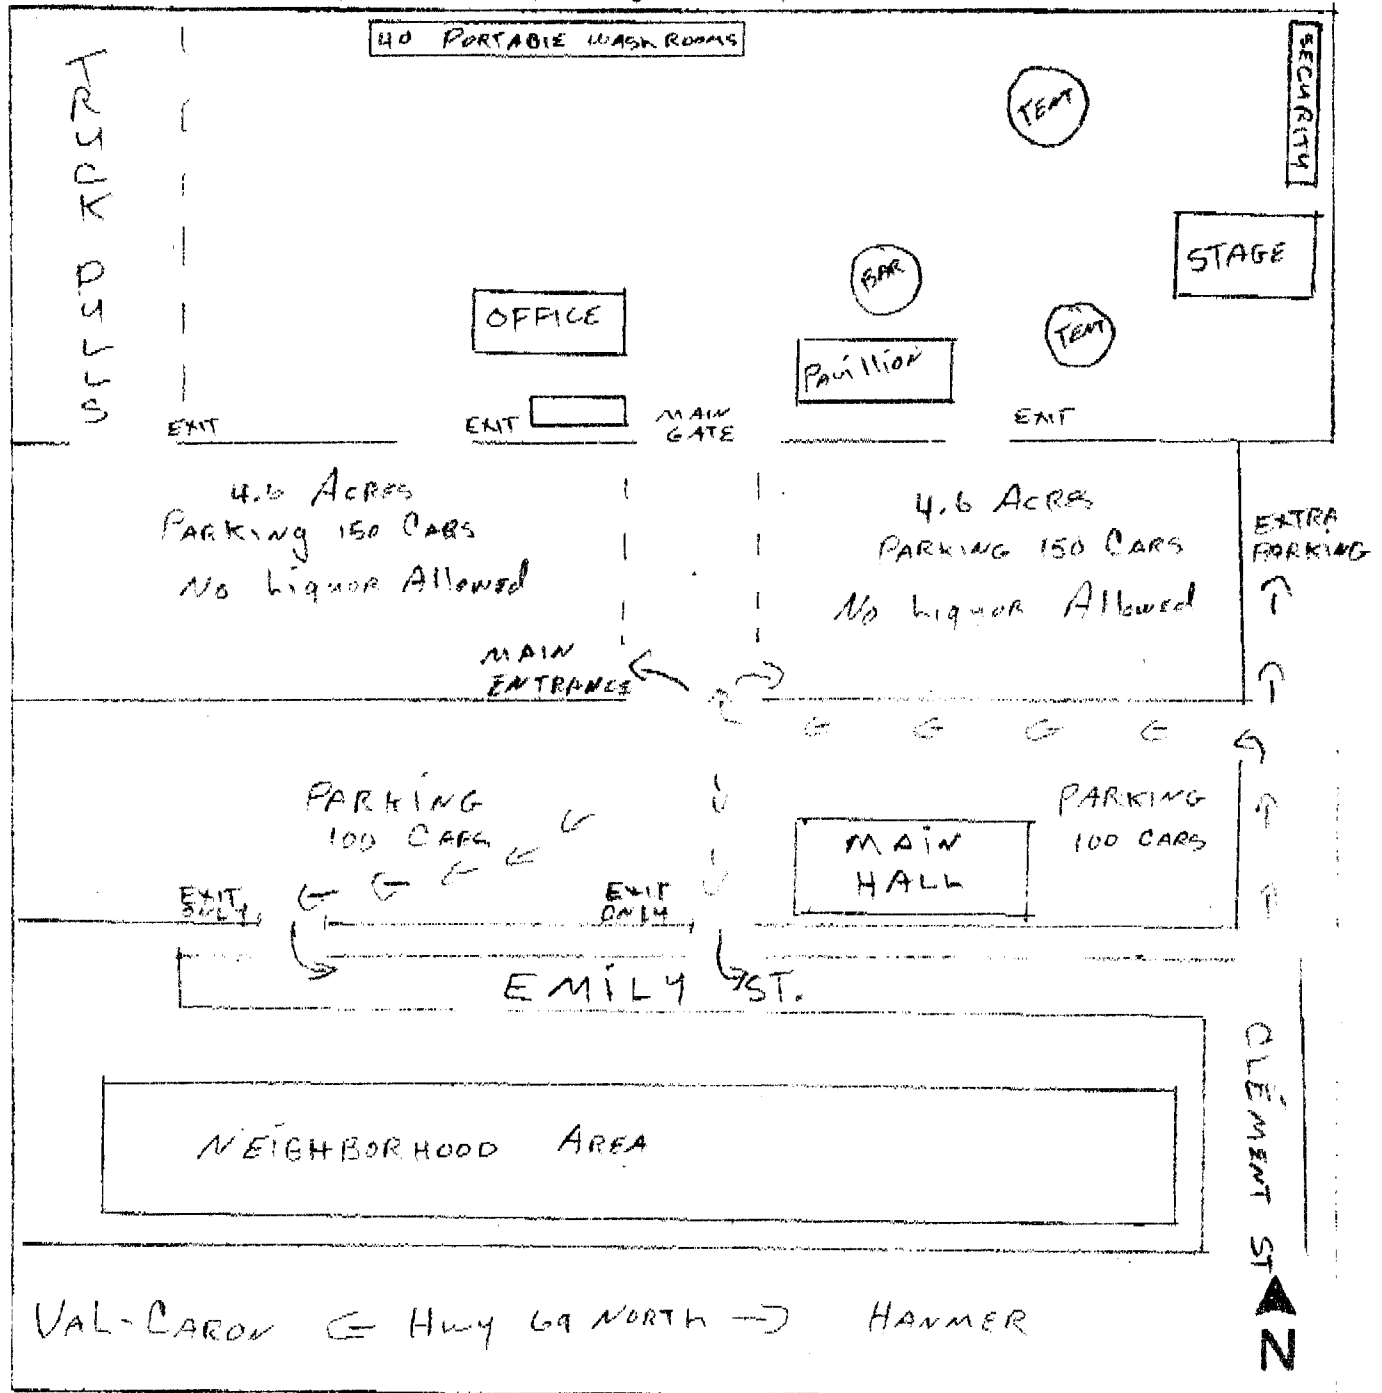 40 PORTABLE WASHROOMS
SECURITY
TRUCK PULLS
TENT
STAGE
BAR
OFFICE
TENT
Pavillion
EXIT
EXIT
MAIN
GATE
EXIT
4.6 ACRES
PARKING 150 CARS
No Liquor Allowed
4.6 ACRES
PARKING 150 CARS
No Liquor Allowed
EXTRA
PARKING
MAIN
ENTRANCE
PARKING
100 CARS
MAIN
HALL
PARKING
100 CARS
EXIT
ONLY
EXIT
ONLY
EMILY ST.
CLÉMENT ST
NEIGHBORHOOD AREA
VAL-CARON ← Hwy 69 NORTH → HANMER
N